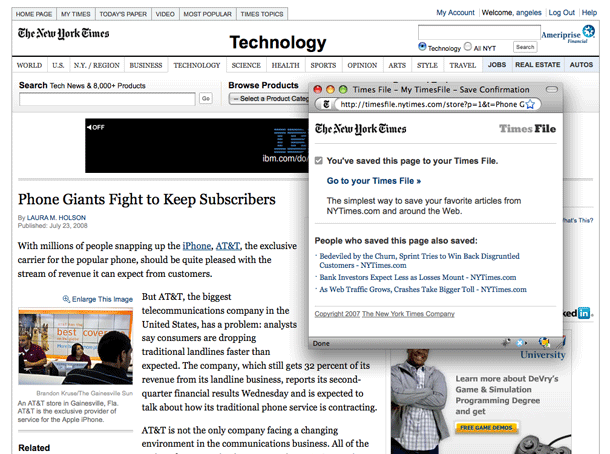 HOME PAGE MY TIMES TODAY'S PAPER VIDEO MOST POPULAR TIMES TOPICS
My Account Welcome, angeles Log Out Help
The New York Times
Technology
Technology All NYT Search
Ameriprise
Financial
WORLD U.S. N.Y. / REGION BUSINESS TECHNOLOGY SCIENCE HEALTH SPORTS OPINION ARTS STYLE TRAVEL JOBS REAL ESTATE AUTOS
Search Tech News & 8,000+ Products
Go
Browse Products
-- Select a Product Categ
OFF
IBM
ibm.com/do
Phone Giants Fight to Keep Subscribers
By LAURA M. HOLSON
Published: July 23, 2008
With millions of people snapping up the iPhone, AT&T, the exclusive
carrier for the popular phone, should be quite pleased with the
stream of revenue it can expect from customers.
Enlarge This Image
best cover
Brandon Kruse/The Gainesville Sun
An AT&T store in Gainesville, Fla.
AT&T is the exclusive provider of
service for the Apple iPhone.
Related
But AT&T, the biggest
telecommunications company in the
United States, has a problem: analysts
say consumers are dropping
traditional landlines faster than
expected. The company, which still gets 32 percent of its
revenue from its landline business, reports its second-
quarter financial results Wednesday and is expected to
talk about how its traditional phone service is contracting.
AT&T is not the only company facing a changing
environment in the communications business. All of the
Times File – My TimesFile – Save Confirmation
http://timesfile.nytimes.com/store?p=1&t=Phone G
The New York Times
Times File
You've saved this page to your Times File.
Go to your Times File »
The simplest way to save your favorite articles from
NYTimes.com and around the Web.
People who saved this page also saved:
Bedeviled by the Churn, Sprint Tries to Win Back Disgruntled
Customers - NYTimes.com
Bank Investors Expect Less as Losses Mount - NYTimes.com
As Web Traffic Grows, Crashes Take Bigger Toll - NYTimes.com
Copyright 2007 The New York Times Company
Done
What's This?
ked in
University
Learn more about DeVry's
Game & Simulation
Programming Degree
and get
FREE GAME DEMOS